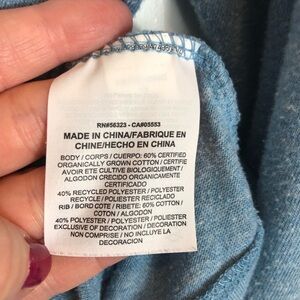 RN#56323 - CA#05553
MADE IN CHINA/FABRIQUE EN
CHINE/HECHO EN CHINA
BODY / CORPS / CUERPO: 60% CERTIFIED
ORGANICALLY GROWN COTTON / CERTIFIE
AVOIR ETE CULTIVE BIOLOGIQUEMENT /
ALGODON CRECIDO ORGANICAMENTE
CERTIFICADO
40% RECYCLED POLYESTER / POLYESTER
RECYCLE / POLIESTER RECICLADO
RIB / BORD COTE / RIBETE: 60% COTTON /
COTON / ALGODON
40% POLYESTER / POLYESTER / POLIESTER
EXCLUSIVE OF DECORATION / DECORATION
NON COMPRISE / NO INCLUYE LA
DECORACION